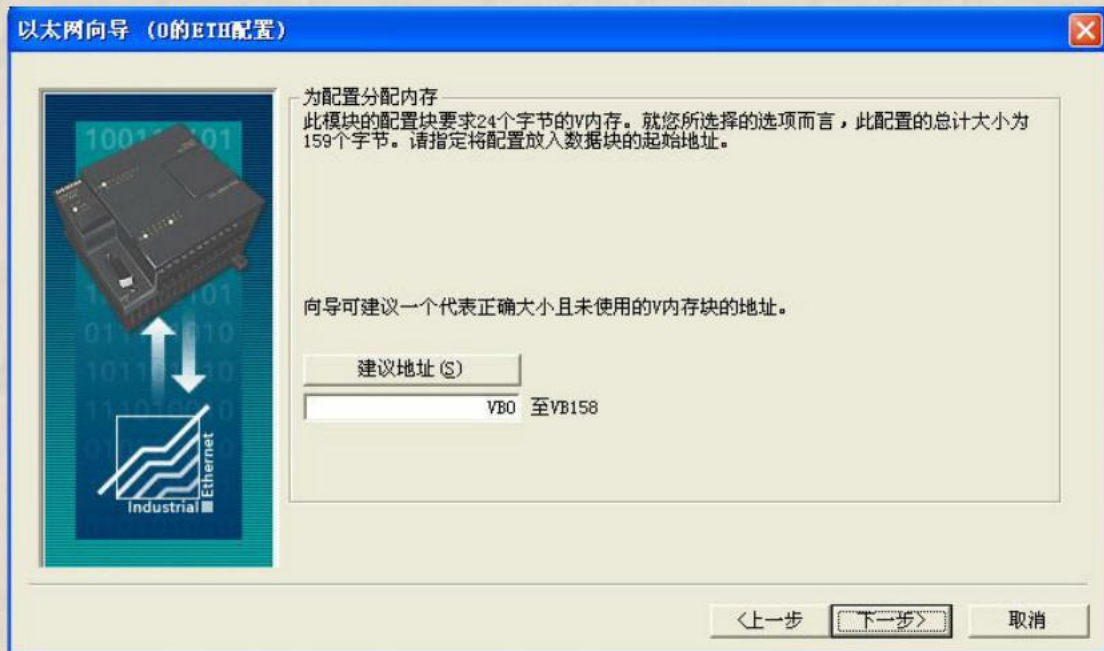 以太网向导 (0的ETH配置)
为配置分配内存
此模块的配置块要求24个字节的V内存。就您所选择的选项而言，此配置的总计大小为
159个字节。请指定将配置放入数据块的起始地址。
向导可建议一个代表正确大小且未使用的V内存块的地址。
建议地址(S)
VB0 至VB158
Industrial Ethernet
<上一步 下一步> 取消